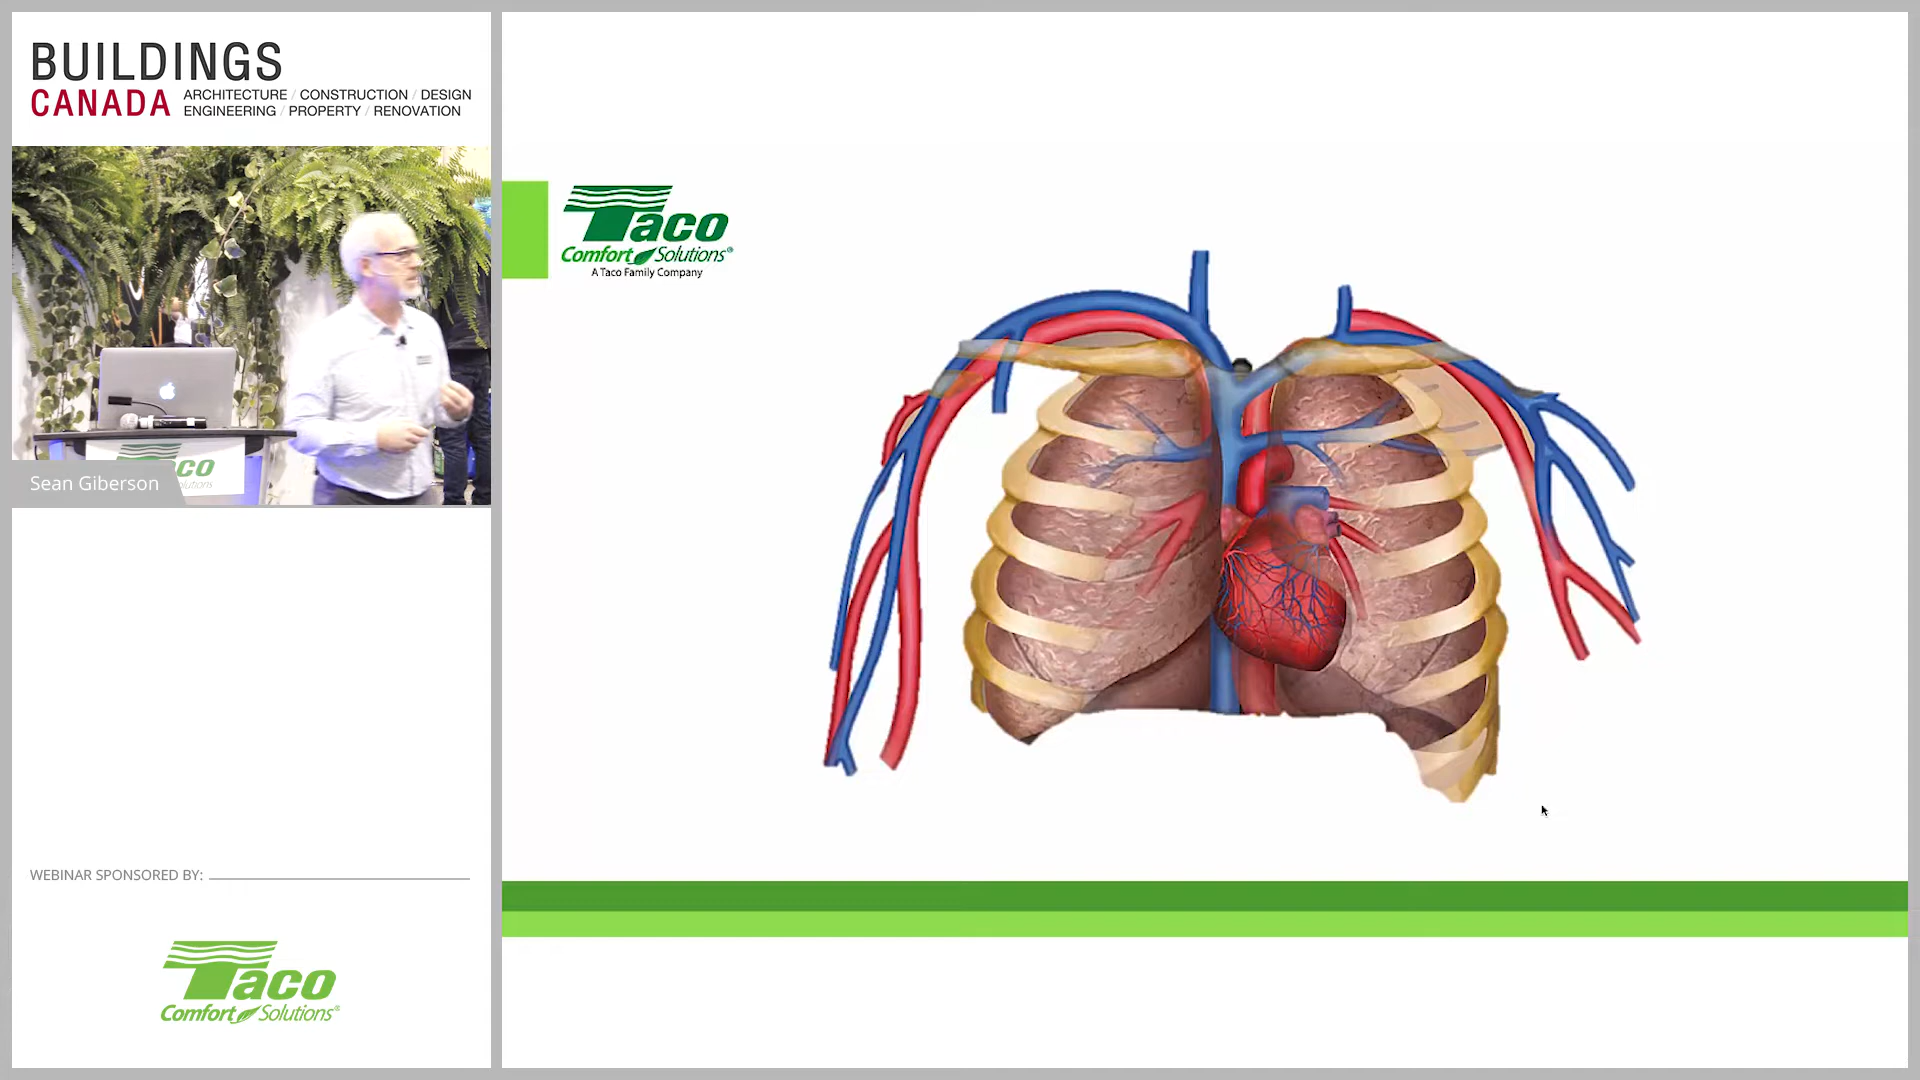 BUILDINGS
CANADA
ARCHITECTURE / CONSTRUCTION / DESIGN
ENGINEERING / PROPERTY / RENOVATION
Sean Giberson
WEBINAR SPONSORED BY:
Taco
Comfort Solutions®
Taco
Comfort Solutions®
A Taco Family Company